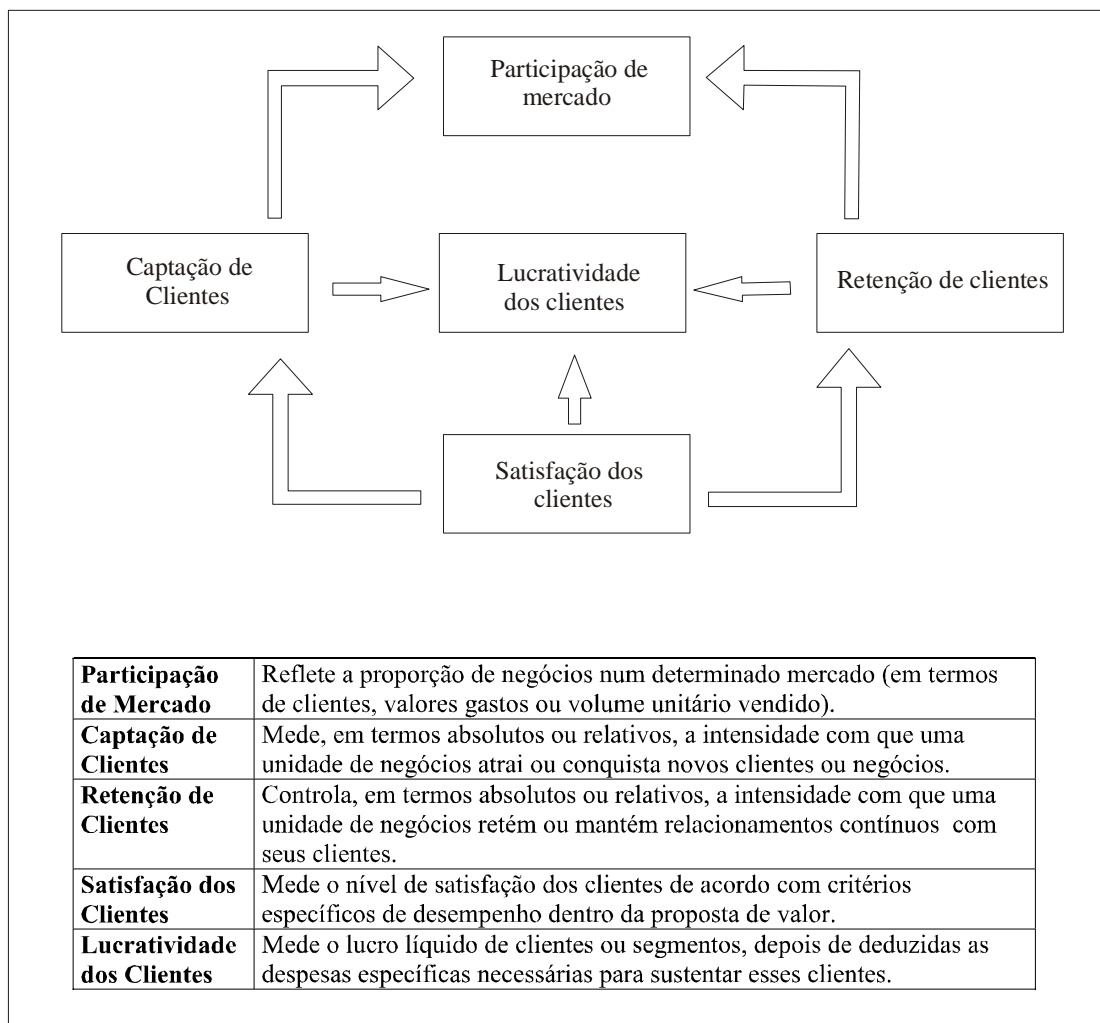 Participação de
mercado
Captação de
Clientes
Lucratividade
dos clientes
Retenção de clientes
Satisfação dos
clientes
Participação
de Mercado
Reflete a proporção de negócios num determinado mercado (em termos
de clientes, valores gastos ou volume unitário vendido).
Captação de
Clientes
Mede, em termos absolutos ou relativos, a intensidade com que uma
unidade de negócios atrai ou conquista novos clientes ou negócios.
Retenção de
Clientes
Controla, em termos absolutos ou relativos, a intensidade com que uma
unidade de negócios retém ou mantém relacionamentos contínuos com
seus clientes.
Satisfação dos
Clientes
Mede o nível de satisfação dos clientes de acordo com critérios
específicos de desempenho dentro da proposta de valor.
Lucratividade
dos Clientes
Mede o lucro líquido de clientes ou segmentos, depois de deduzidas as
despesas específicas necessárias para sustentar esses clientes.